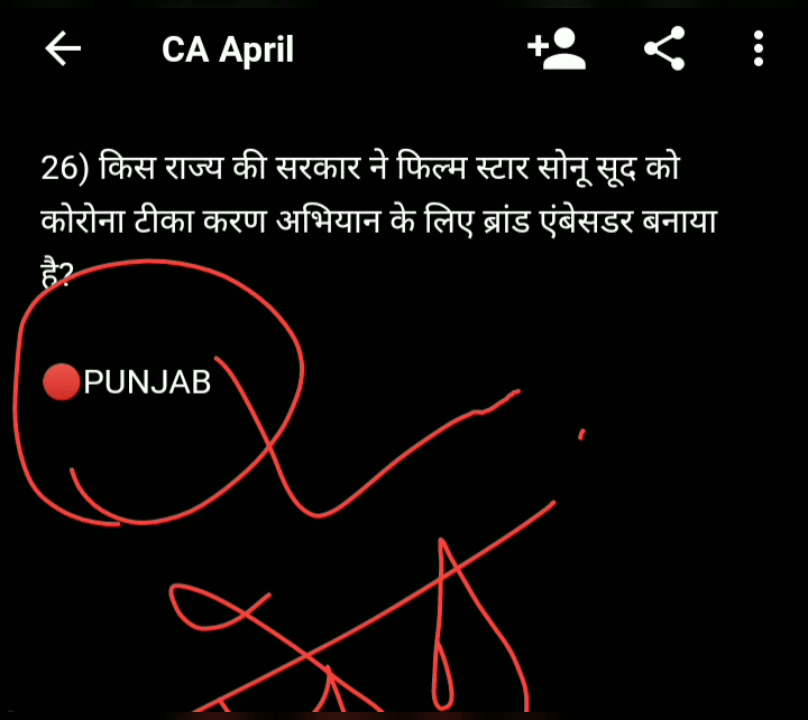 CA April
26) किस राज्य की सरकार ने फिल्म स्टार सोनू सूद को
कोरोना टीका करण अभियान के लिए ब्रांड एंबेसडर बनाया
है?
PUNJAB